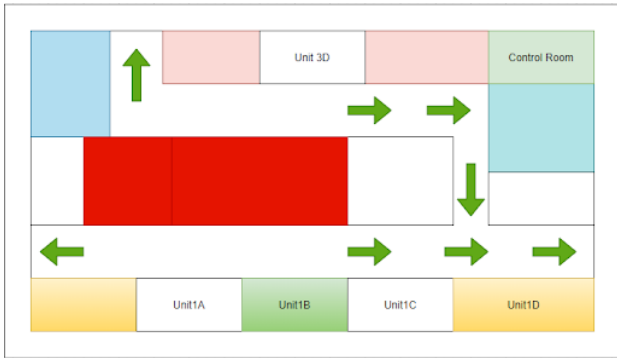 Unit 3D
Control Room
Unit1A
Unit1B
Unit1C
Unit1D